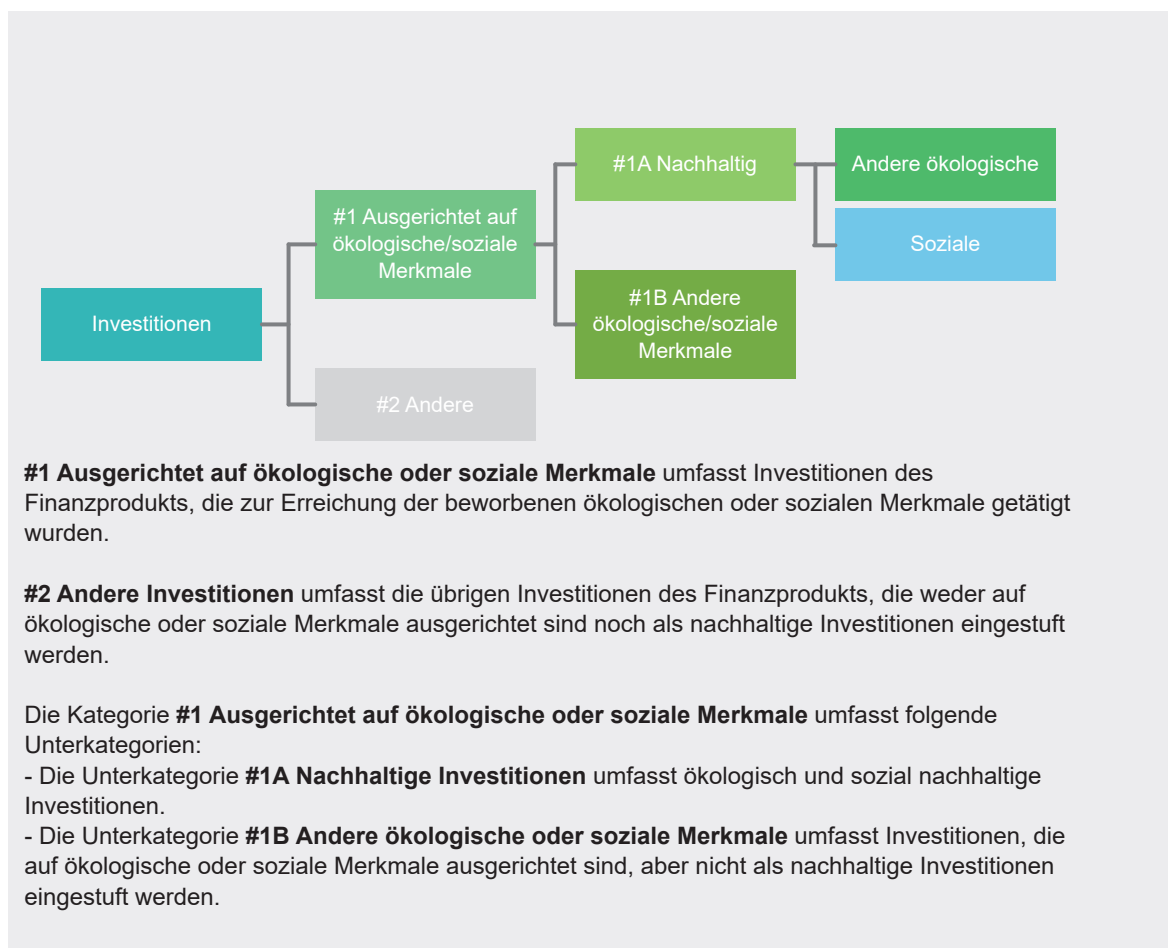 #1A Nachhaltig
Andere ökologische
#1 Ausgerichtet auf
ökologische/soziale
Merkmale
Soziale
Investitionen
#1B Andere
ökologische/soziale
Merkmale
#2 Andere
#1 Ausgerichtet auf ökologische oder soziale Merkmale umfasst Investitionen des
Finanzprodukts, die zur Erreichung der beworbenen ökologischen oder sozialen Merkmale getätigt
wurden.
#2 Andere Investitionen umfasst die übrigen Investitionen des Finanzprodukts, die weder auf
ökologische oder soziale Merkmale ausgerichtet sind noch als nachhaltige Investitionen eingestuft
werden.
Die Kategorie #1 Ausgerichtet auf ökologische oder soziale Merkmale umfasst folgende
Unterkategorien:
- Die Unterkategorie #1A Nachhaltige Investitionen umfasst ökologisch und sozial nachhaltige
Investitionen.
- Die Unterkategorie #1B Andere ökologische oder soziale Merkmale umfasst Investitionen, die
auf ökologische oder soziale Merkmale ausgerichtet sind, aber nicht als nachhaltige Investitionen
eingestuft werden.